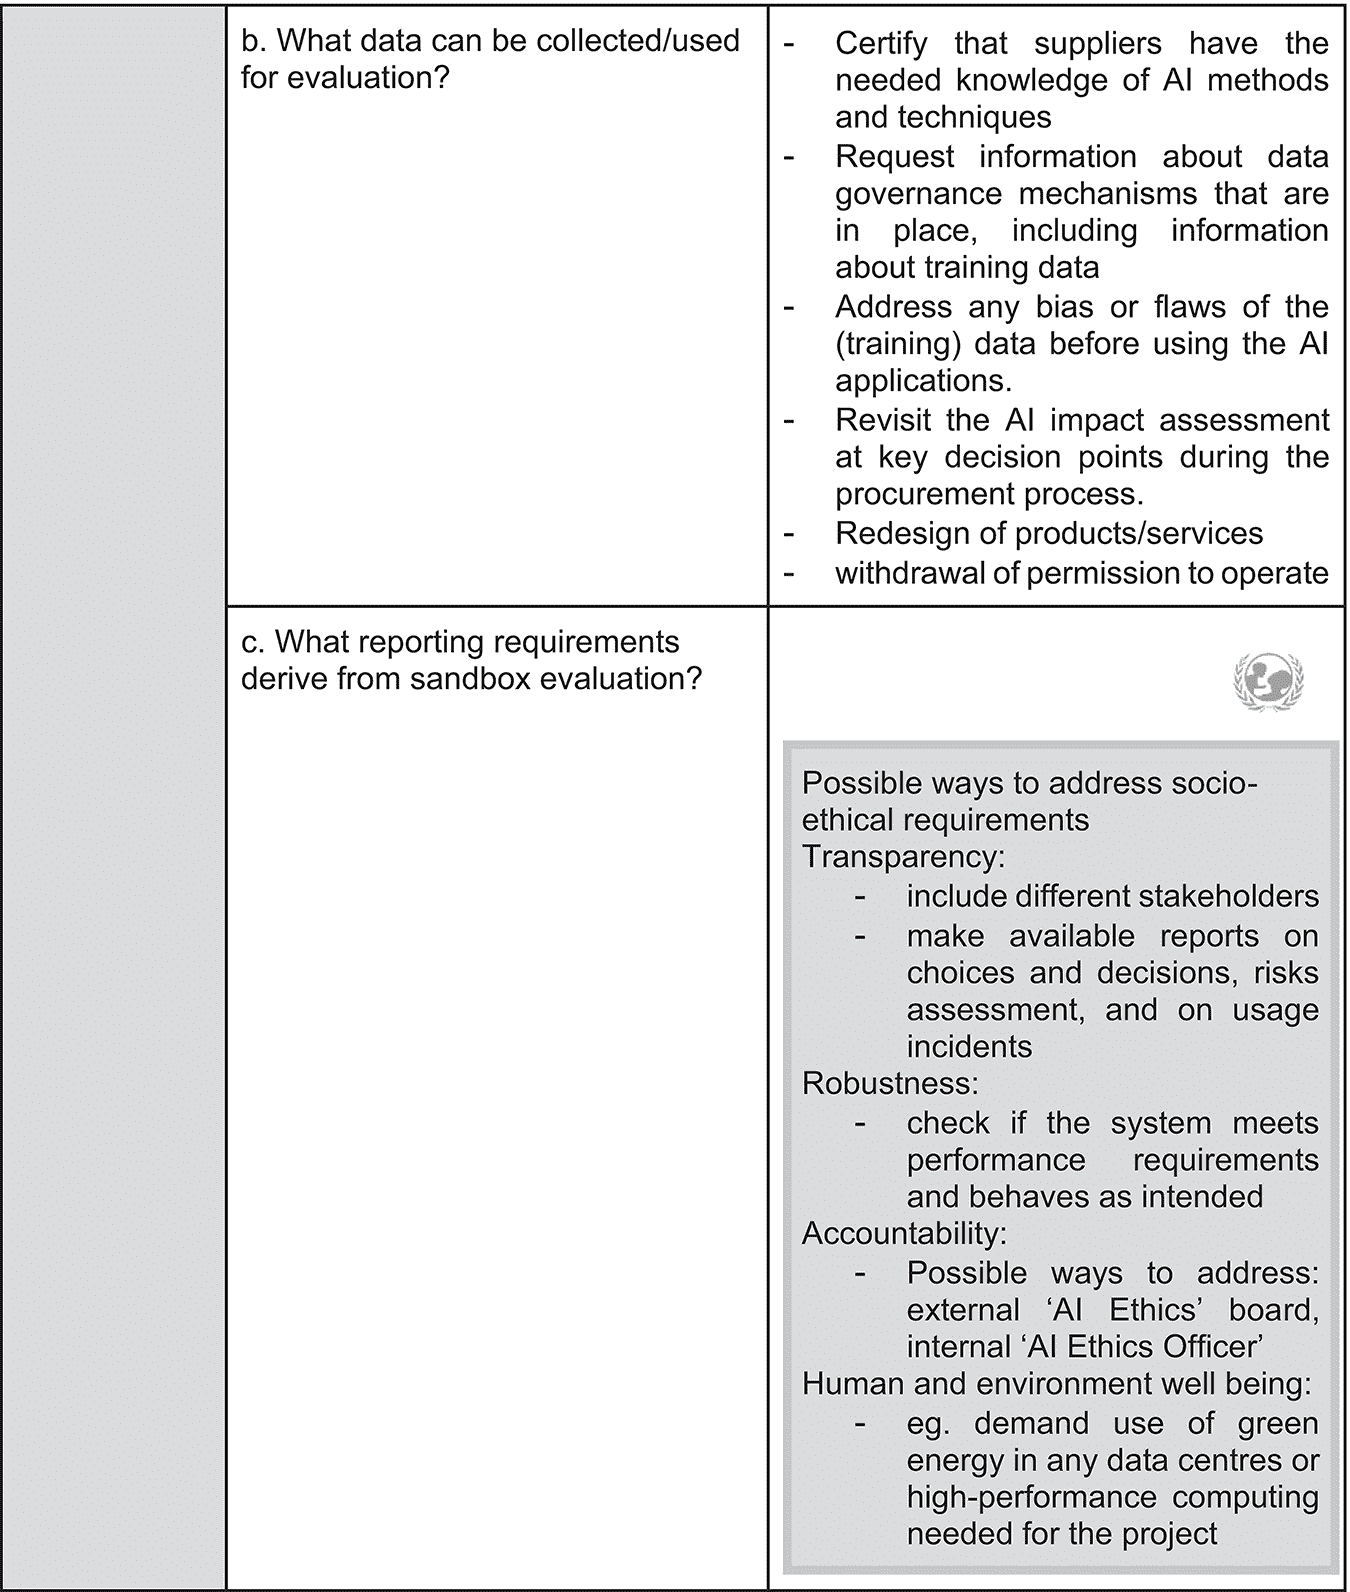 b. What data can be collected/used
for evaluation?
- Certify that suppliers have the
needed knowledge of AI methods
and techniques
- Request information about data
governance mechanisms that are
in place, including information
about training data
- Address any bias or flaws of the
(training) data before using the AI
applications.
- Revisit the AI impact assessment
at key decision points during the
procurement process.
- Redesign of products/services
- withdrawal of permission to operate
c. What reporting requirements
derive from sandbox evaluation?
Possible ways to address socio-
ethical requirements
Transparency:
- include different stakeholders
- make available reports on
choices and decisions, risks
assessment, and on usage
incidents
Robustness:
- check if the system meets
performance requirements
and behaves as intended
Accountability:
- Possible ways to address:
external ‘AI Ethics’ board,
internal ‘AI Ethics Officer’
Human and environment well being:
- eg. demand use of green
energy in any data centres or
high-performance computing
needed for the project